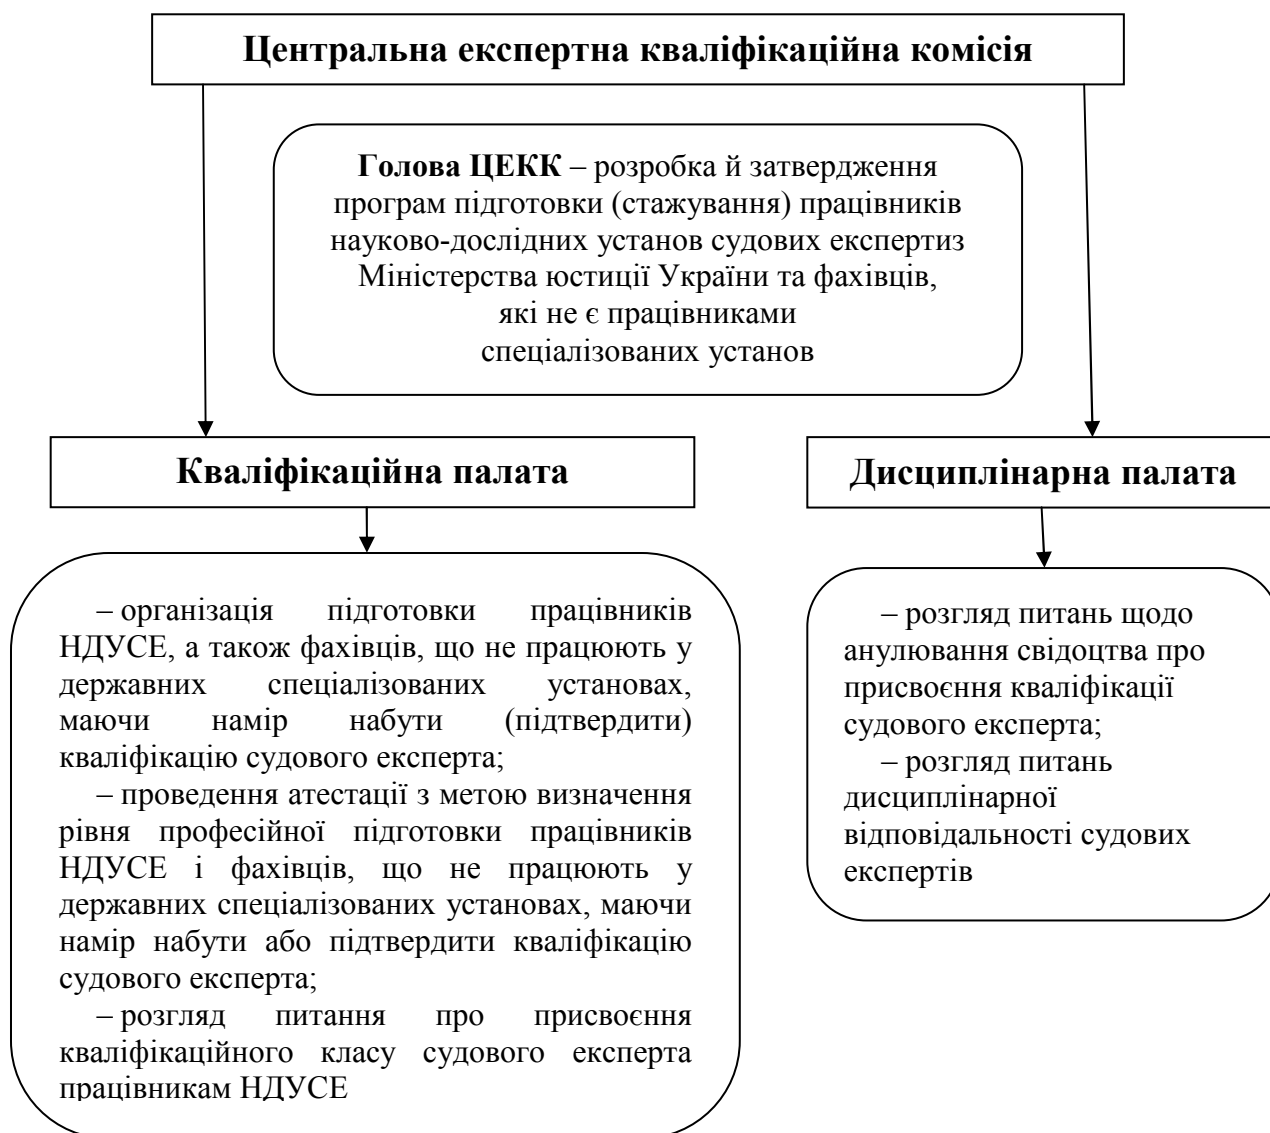 Центральна експертна кваліфікаційна комісія
Голова ЦЕКК – розробка й затвердження
програм підготовки (стажування) працівників
науково-дослідних установ судових експертиз
Міністерства юстиції України та фахівців,
які не є працівниками
спеціалізованих установ
Кваліфікаційна палата
– організація підготовки працівників
НДУСЕ, а також фахівців, що не працюють у
державних спеціалізованих установах,
маючи намір набути (підтвердити)
кваліфікацію судового експерта;
– проведення атестації з метою визначення
рівня професійної підготовки працівників
НДУСЕ і фахівців, що не працюють у
державних спеціалізованих установах, маючи
намір набути або підтвердити кваліфікацію
судового експерта;
– розгляд питання про присвоєння
кваліфікаційного класу судового експерта
працівникам НДУСЕ
Дисциплінарна палата
– розгляд питань щодо
анулювання свідоцтва про
присвоєння кваліфікації
судового експерта;
– розгляд питань
дисциплінарної
відповідальності судових
експертів